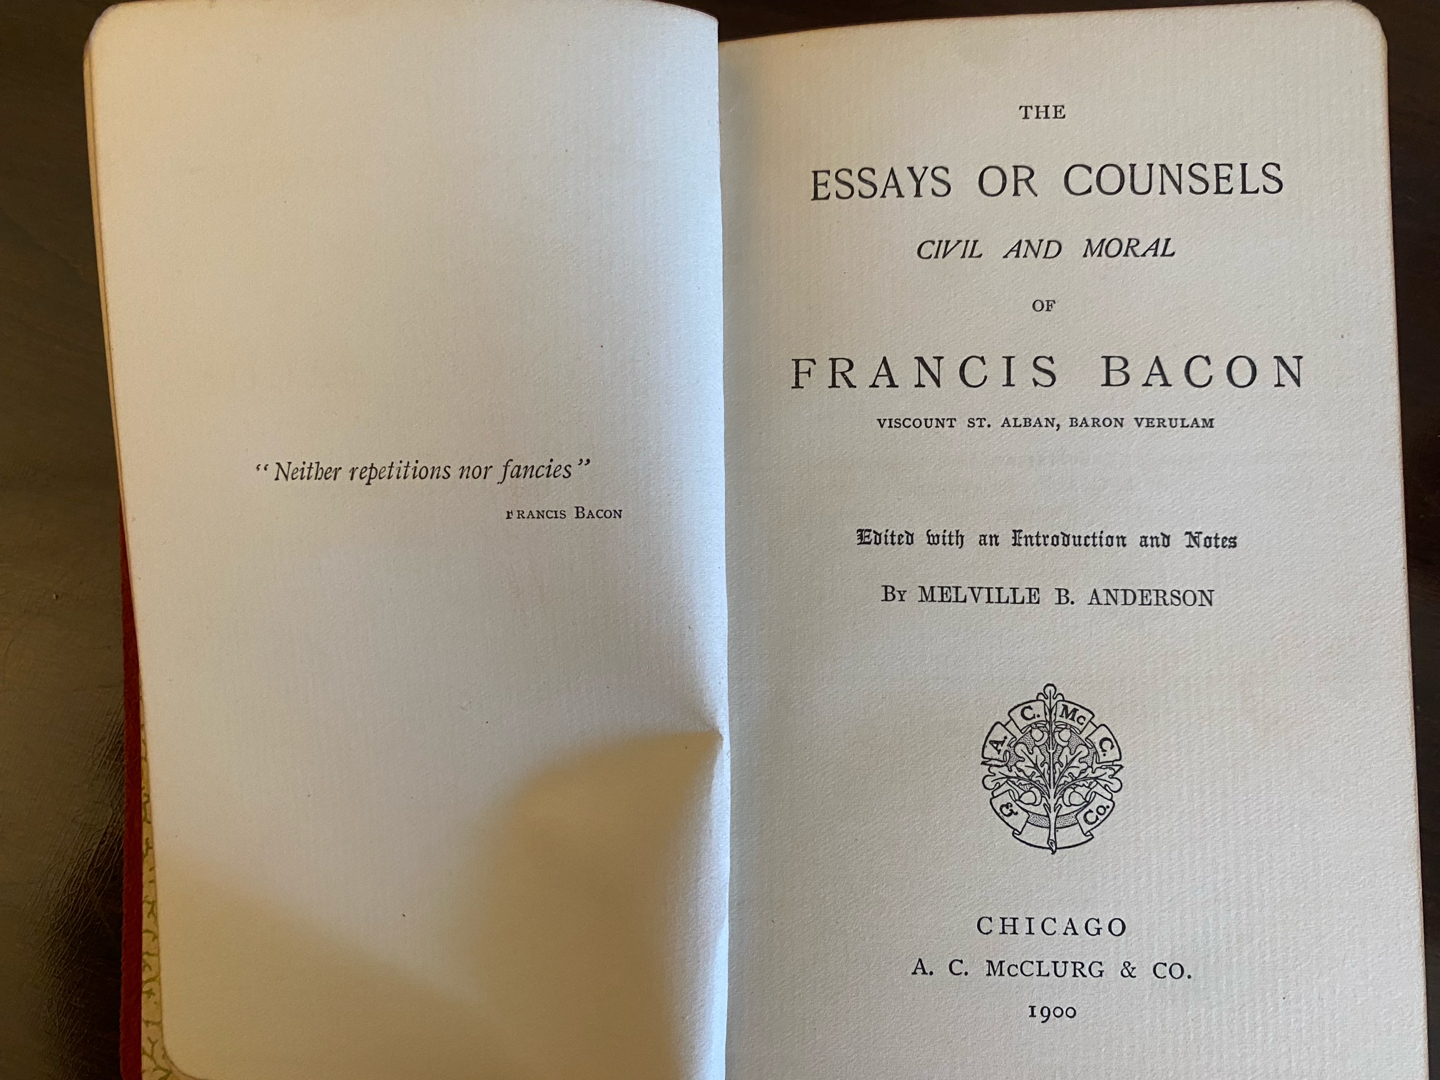 “Neither repetitions nor fancies”
FRANCIS BACON
THE
ESSAYS OR COUNSELS
CIVIL AND MORAL
OF
FRANCIS BACON
VISCOUNT ST. ALBAN, BARON VERULAM
Edited with an Introduction and Notes
By MELVILLE B. ANDERSON
A. C. McC. & Co.
CHICAGO
A. C. McCLURG & CO.
1900